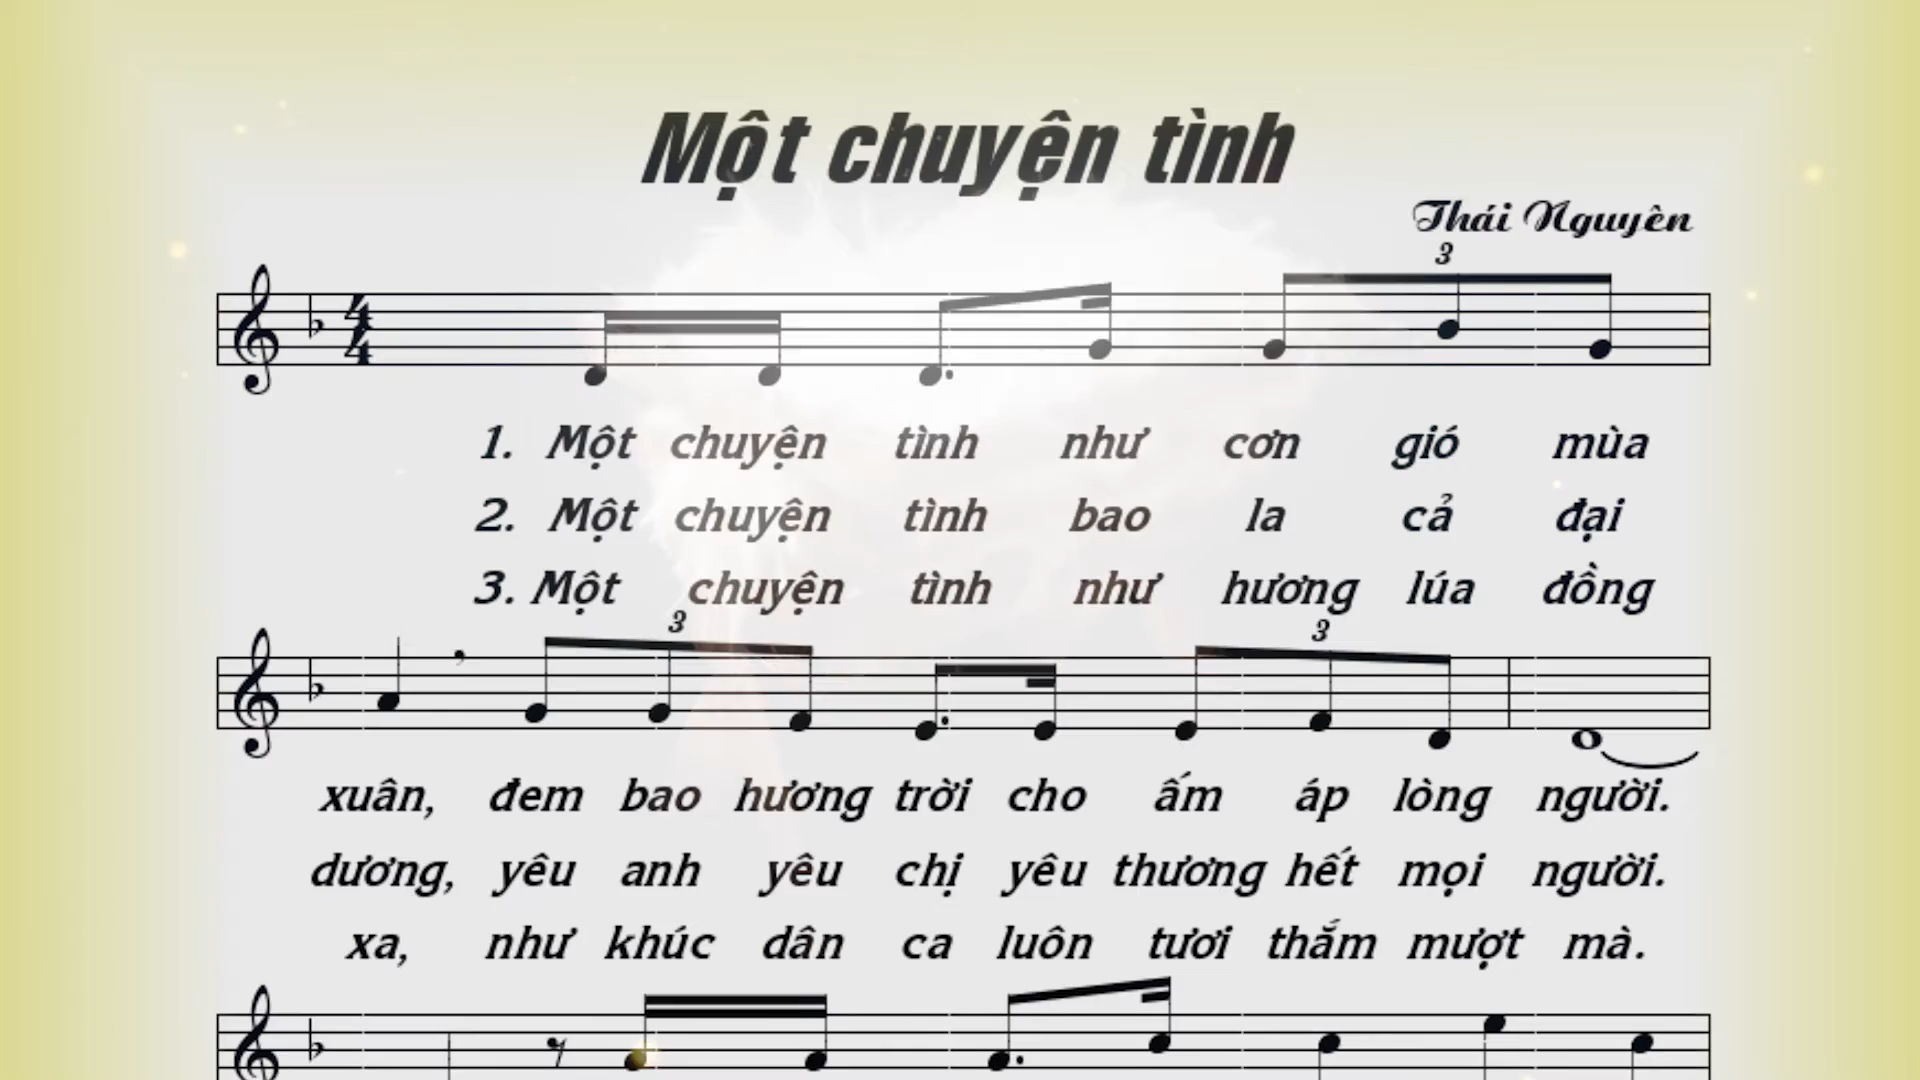 Một chuyện tình
Thái Nguyên
3
4
4
1. Một chuyện tình như cơn gió mùa
2. Một chuyện tình bao la cả đại
3. Một chuyện tình như hương lúa đồng
3 3
xuân, đem bao hương trời cho ấm áp lòng người.
dương, yêu anh yêu chị yêu thương hết mọi người.
xa, như khúc dân ca luôn tươi thắm mượt mà.